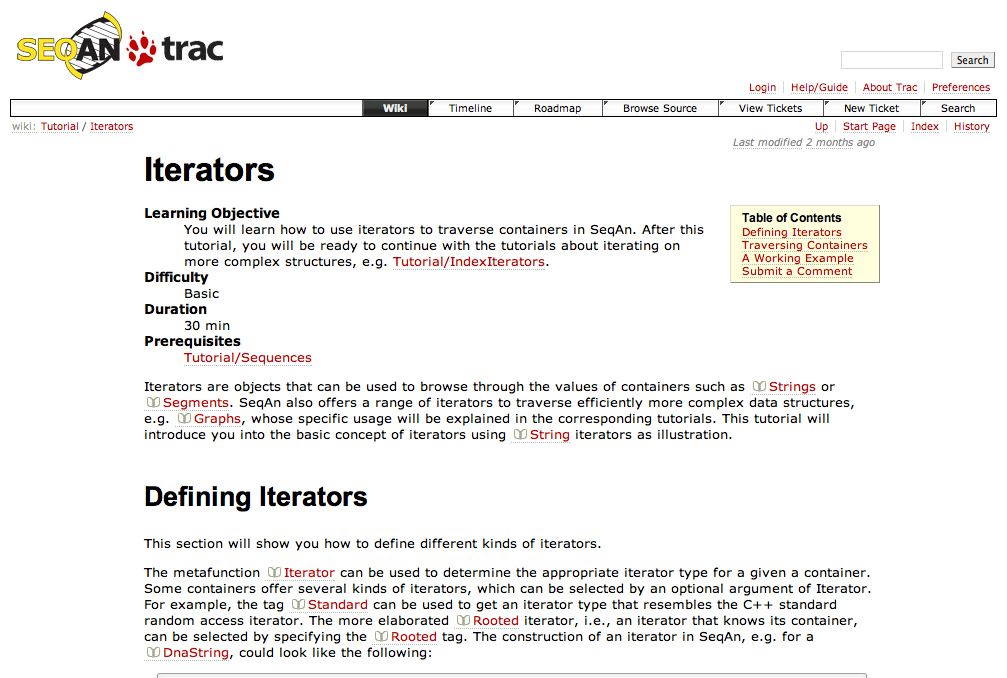 SEQAN trac
Search
Login Help/Guide About Trac Preferences
Wiki Timeline Roadmap Browse Source View Tickets New Ticket Search
wiki: Tutorial / Iterators
Up Start Page Index History
Last modified 2 months ago
Iterators
Learning Objective
You will learn how to use iterators to traverse containers in SeqAn. After this
tutorial, you will be ready to continue with the tutorials about iterating on
more complex structures, e.g. Tutorial/IndexIterators.
Difficulty
Basic
Duration
30 min
Prerequisites
Tutorial/Sequences
Table of Contents
Defining Iterators
Traversing Containers
A Working Example
Submit a Comment
Iterators are objects that can be used to browse through the values of containers such as Strings or
Segments. SeqAn also offers a range of iterators to traverse efficiently more complex data structures,
e.g. Graphs, whose specific usage will be explained in the corresponding tutorials. This tutorial will
introduce you into the basic concept of iterators using String iterators as illustration.
Defining Iterators
This section will show you how to define different kinds of iterators.
The metafunction Iterator can be used to determine the appropriate iterator type for a given a container.
Some containers offer several kinds of iterators, which can be selected by an optional argument of Iterator.
For example, the tag Standard can be used to get an iterator type that resembles the C++ standard
random access iterator. The more elaborated Rooted iterator, i.e., an iterator that knows its container,
can be selected by specifying the Rooted tag. The construction of an iterator in SeqAn, e.g. for a
DnaString, could look like the following: